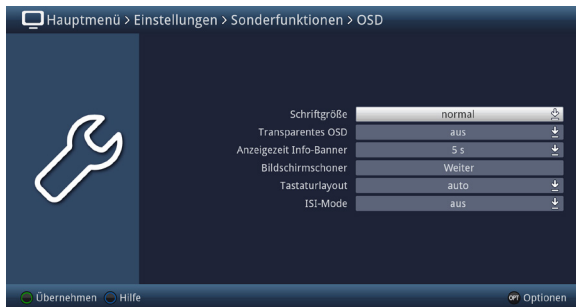 Hauptmenü > Einstellungen > Sonderfunktionen > OSD
Schriftgröße normal
Transparentes OSD aus
Anzeigezeit Info-Banner 5 s
Bildschirmschoner Weiter
Tastaturlayout auto
ISI-Mode aus
Übernehmen Hilfe OPT Optionen